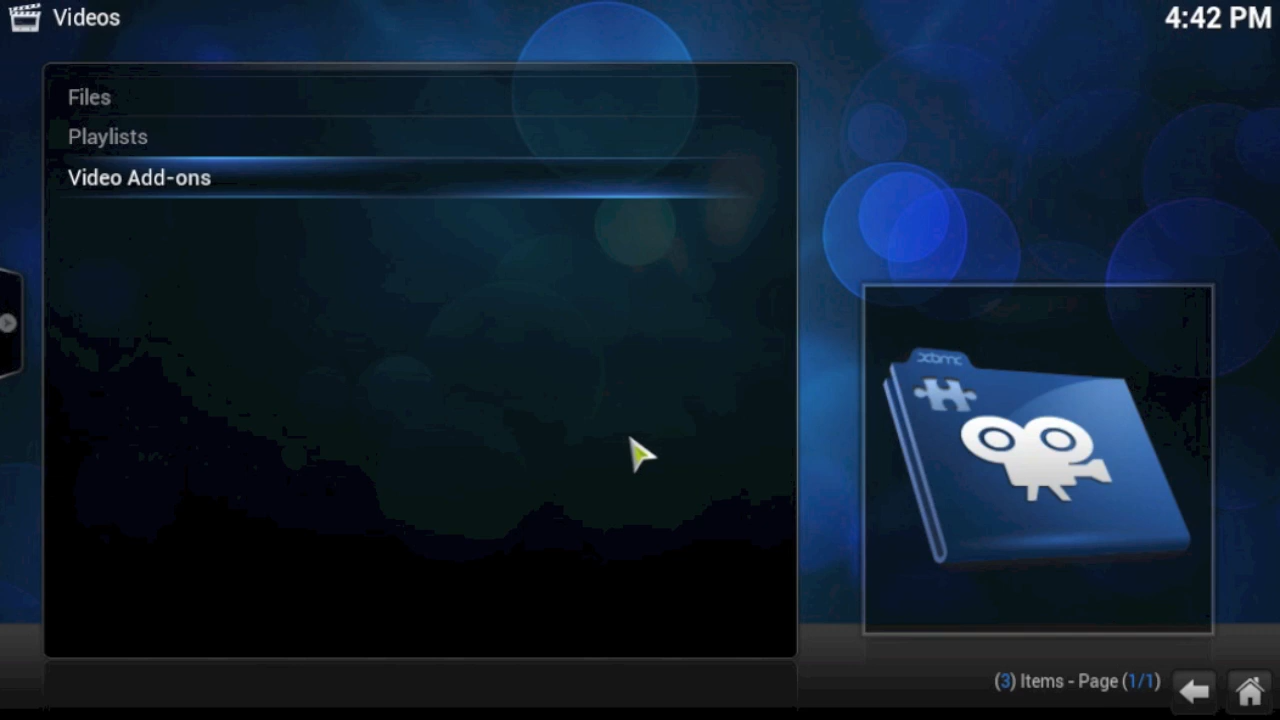 Videos
4:42 PM
Files
Playlists
Video Add-ons
xbmc
(3) Items - Page (1/1)